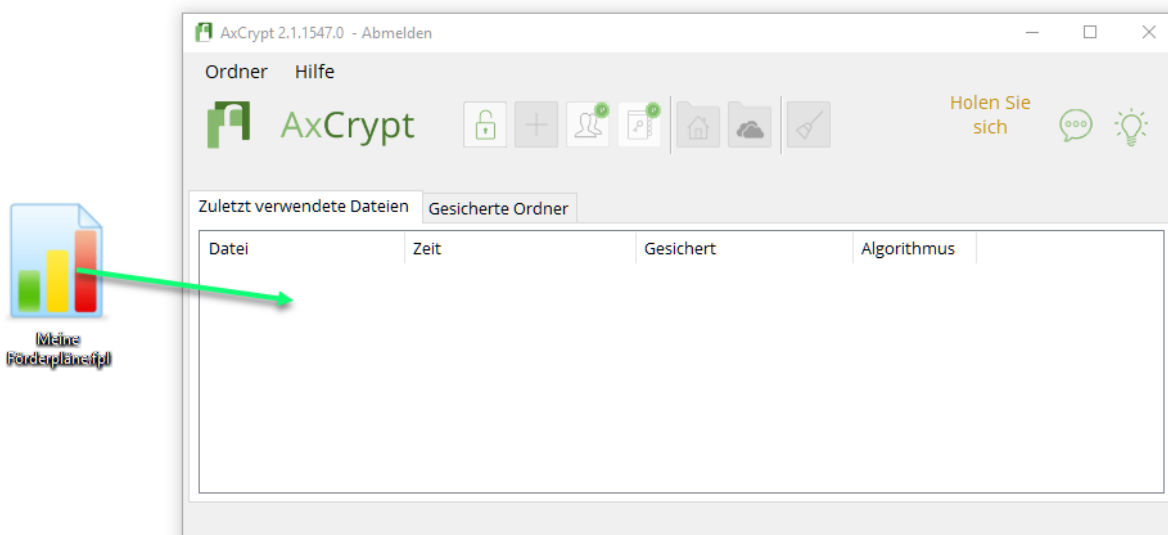 AxCrypt 2.1.1547.0 - Abmelden
Ordner Hilfe
AxCrypt
Holen Sie
sich
Zuletzt verwendete Dateien Gesicherte Ordner
Datei Zeit Gesichert Algorithmus
Meine
Förderpläne.fpl